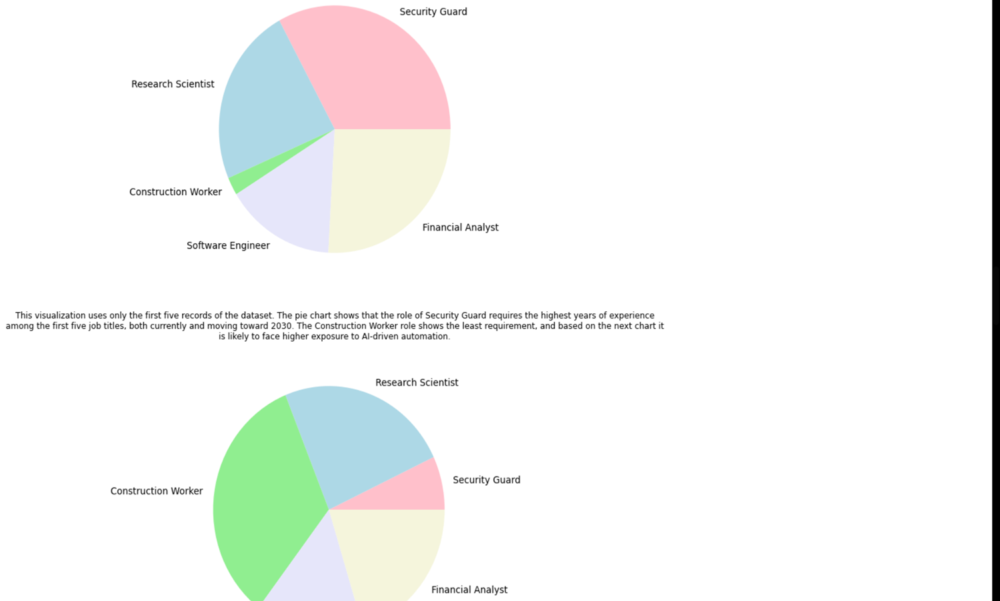 Security Guard
Research Scientist
Construction Worker
Financial Analyst
Software Engineer
This visualization uses only the first five records of the dataset. The pie chart shows that the role of Security Guard requires the highest years of experience
among the first five job titles, both currently and moving toward 2030. The Construction Worker role shows the least requirement, and based on the next chart it
is likely to face higher exposure to AI-driven automation.
Research Scientist
Security Guard
Construction Worker
Financial Analyst